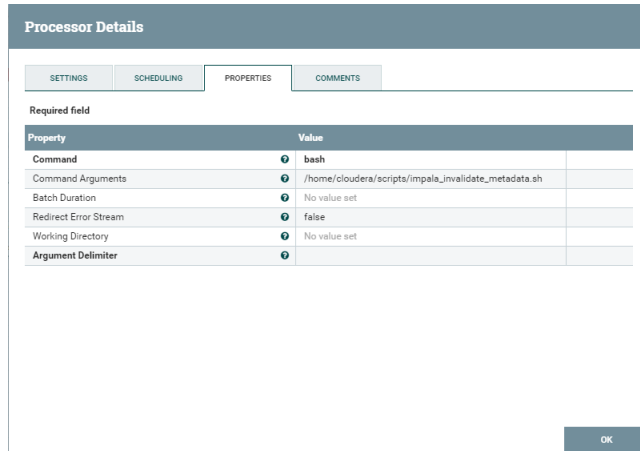 Processor Details
SETTINGS SCHEDULING PROPERTIES COMMENTS
Required field
Property Value
Command bash
Command Arguments /home/cloudera/scripts/impala_invalidate_metadata.sh
Batch Duration No value set
Redirect Error Stream false
Working Directory No value set
Argument Delimiter
OK